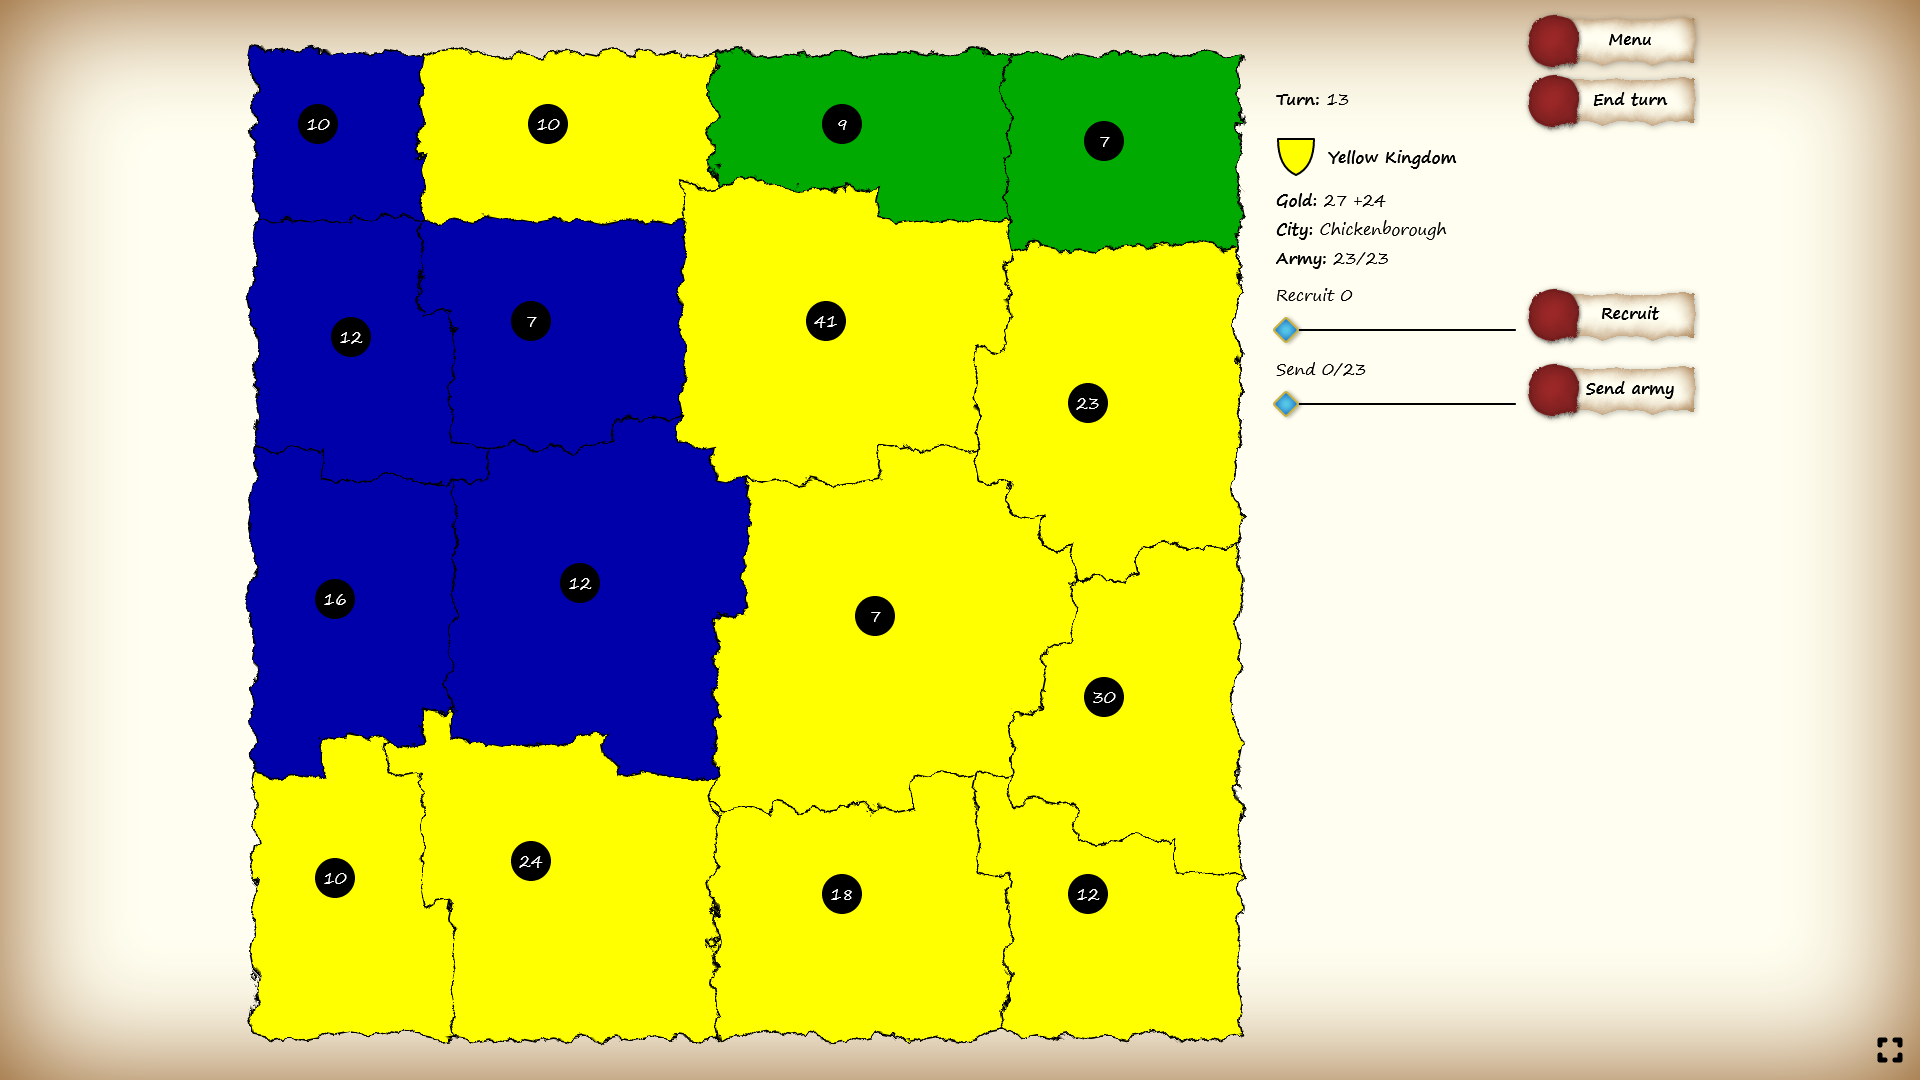 Menu
Turn: 13
End turn
Yellow Kingdom
Gold: 27 +24
City: Chickenborough
Army: 23/23
Recruit 0
Recruit
Send 0/23
Send army
10
10
9
7
12
7
41
23
16
12
7
30
10
24
18
12